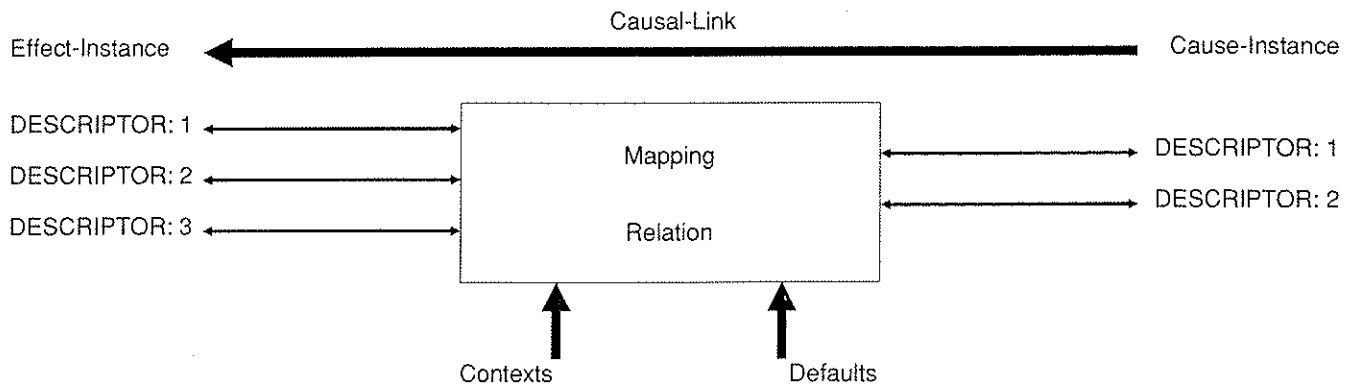 Causal-Link
Effect-Instance
Cause-Instance
DESCRIPTOR: 1
DESCRIPTOR: 2
DESCRIPTOR: 3
Mapping
Relation
DESCRIPTOR: 1
DESCRIPTOR: 2
Contexts
Defaults